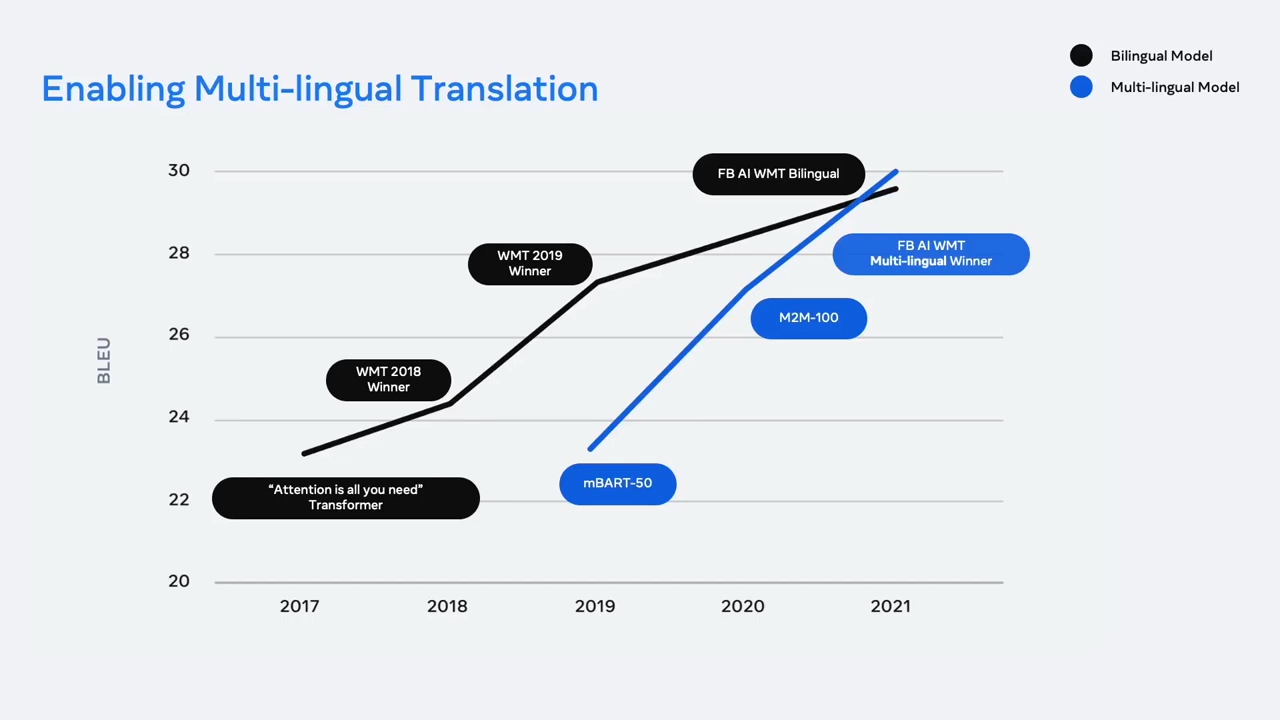 Enabling Multi-lingual Translation
Bilingual Model
Multi-lingual Model
30
28
26
24
22
20
BLEU
FB AI WMT Bilingual
WMT 2019
Winner
FB AI WMT
Multi-lingual Winner
M2M-100
WMT 2018
Winner
mBART-50
“Attention is all you need”
Transformer
2017
2018
2019
2020
2021